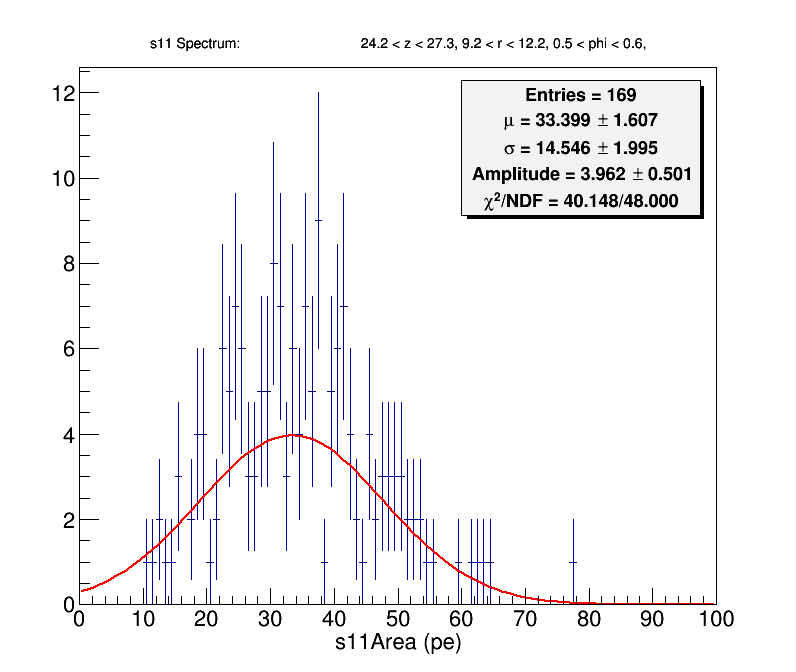 s11 Spectrum: 24.2 < z < 27.3, 9.2 < r < 12.2, 0.5 < phi < 0.6,
Entries = 169
μ = 33.399 ± 1.607
σ = 14.546 ± 1.995
Amplitude = 3.962 ± 0.501
χ²/NDF = 40.148/48.000
12
10
8
6
4
2
0
0 10 20 30 40 50 60 70 80 90 100
s11Area (pe)